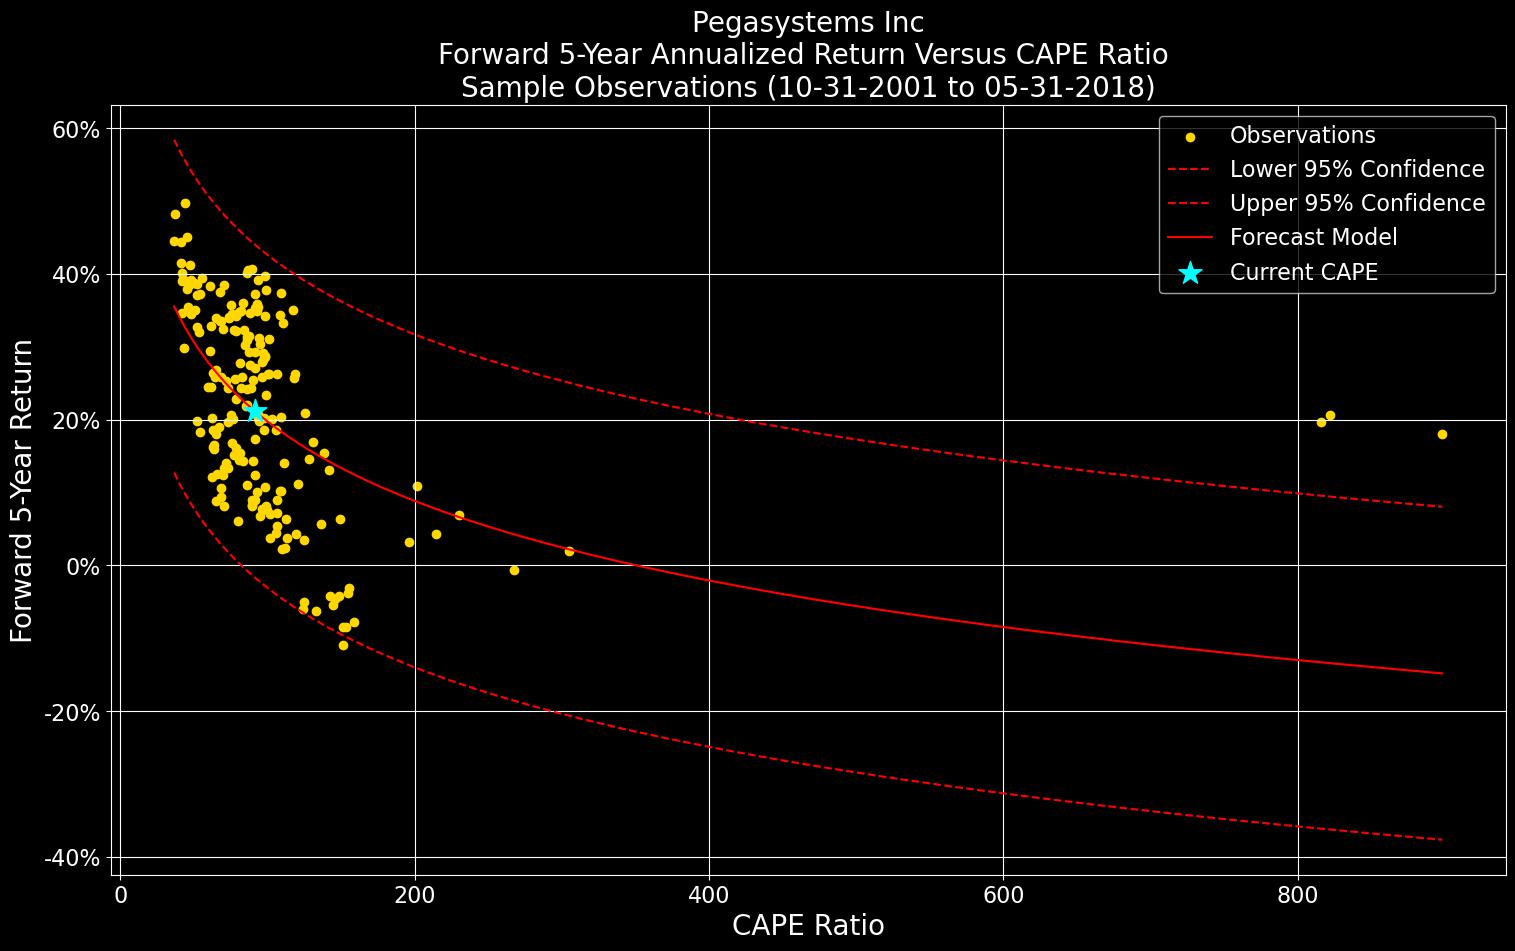 Pegasystems Inc
Forward 5-Year Annualized Return Versus CAPE Ratio
Sample Observations (10-31-2001 to 05-31-2018)
Observations
Lower 95% Confidence
Upper 95% Confidence
Forecast Model
Current CAPE
Forward 5-Year Return
60%
40%
20%
0%
-20%
-40%
0 200 400 600 800
CAPE Ratio